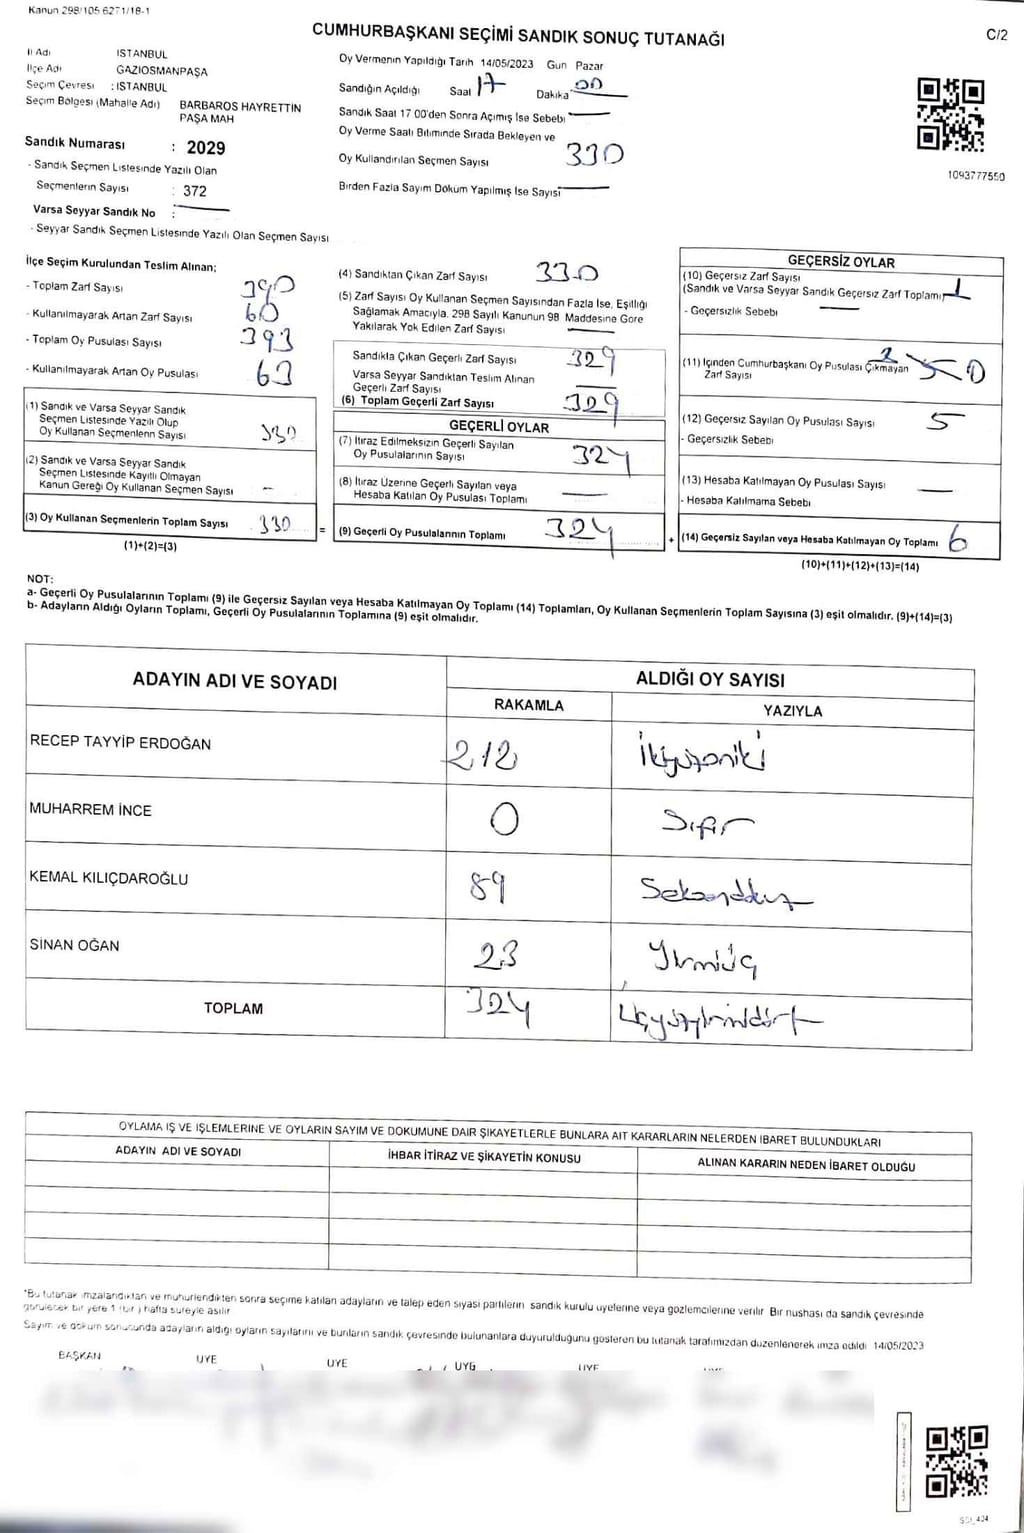 Kanun 298/105 6271/18-1
CUMHURBAŞKANI SEÇİMİ SANDIK SONUÇ TUTANAĞI
C/2
İl Adı İSTANBUL
İlçe Adı GAZİOSMANPAŞA
Seçim Çevresi : İSTANBUL
Seçim Bölgesi (Mahalle Adı) BARBAROS HAYRETTİN
PAŞA MAH
Sandık Numarası : 2029
- Sandık Seçmen Listesinde Yazılı Olan
Seçmenlerin Sayısı : 372
Varsa Seyyar Sandık No :
- Seyyar Sandık Seçmen Listesinde Yazılı Olan Seçmen Sayısı
Oy Vermenin Yapıldığı Tarih 14/05/2023 Gün Pazar
Sandığın Açıldığı Saat 17 Dakika 00
Sandık Saat 17 00'den Sonra Açımış İse Sebebi
Oy Verme Saati Bitiminde Sırada Bekleyen ve
Oy Kullandırılan Seçmen Sayısı 330
Birden Fazla Sayım Döküm Yapılmış İse Sayısı
1093777550
İlçe Seçim Kurulundan Teslim Alınan;
- Toplam Zarf Sayısı 390
- Kullanılmayarak Artan Zarf Sayısı 60
- Toplam Oy Pusulası Sayısı 393
- Kullanılmayarak Artan Oy Pusulası 63
(1) Sandık ve Varsa Seyyar Sandık
Seçmen Listesinde Yazılı Olup
Oy Kullanan Seçmenlerin Sayısı 330
(2) Sandık ve Varsa Seyyar Sandık
Seçmen Listesinde Kayıtlı Olmayan
Kanun Gereği Oy Kullanan Seçmen Sayısı -
(3) Oy Kullanan Seçmenlerin Toplam Sayısı 330 =
(1)+(2)=(3)
(4) Sandıktan Çıkan Zarf Sayısı 330
(5) Zarf Sayısı Oy Kullanan Seçmen Sayısından Fazla İse, Eşitliği
Sağlamak Amacıyla, 298 Sayılı Kanunun 98 Maddesine Göre
Yakılarak Yok Edilen Zarf Sayısı
Sandıkla Çıkan Geçerli Zarf Sayısı 329
Varsa Seyyar Sandıktan Teslim Alınan
Geçerli Zarf Sayısı
(6) Toplam Geçerli Zarf Sayısı 329
GEÇERLİ OYLAR
(7) İtiraz Edilmeksizin Geçerli Sayılan
Oy Pusulalarının Sayısı 324
(8) İtiraz Üzerine Geçerli Sayılan veya
Hesaba Katılan Oy Pusulası Toplamı
(9) Geçerli Oy Pusulalarının Toplamı 324 +
GEÇERSİZ OYLAR
(10) Geçersiz Zarf Sayısı
(Sandık ve Varsa Seyyar Sandık Geçersiz Zarf Toplamı) 1
- Geçersizlik Sebebi
(11) İçinden Cumhurbaşkanı Oy Pusulası Çıkmayan
Zarf Sayısı 0
(12) Geçersiz Sayılan Oy Pusulası Sayısı 5
- Geçersizlik Sebebi
(13) Hesaba Katılmayan Oy Pusulası Sayısı
- Hesaba Katılmama Sebebi
(14) Geçersiz Sayılan veya Hesaba Katılmayan Oy Toplamı 6
(10)+(11)+(12)+(13)=(14)
NOT:
a- Geçerli Oy Pusulalarının Toplamı (9) ile Geçersiz Sayılan veya Hesaba Katılmayan Oy Toplamı (14) Toplamları, Oy Kullanan Seçmenlerin Toplam Sayısına (3) eşit olmalıdır. (9)+(14)=(3)
b- Adayların Aldığı Oyların Toplamı, Geçerli Oy Pusulalarının Toplamına (9) eşit olmalıdır.
ADAYIN ADI VE SOYADI
ALDIĞI OY SAYISI
RAKAMLA YAZIYLA
RECEP TAYYİP ERDOĞAN 212 İkiyüzoniki
MUHARREM İNCE 0 Sıfır
KEMAL KILIÇDAROĞLU 89 Seksendokuz
SİNAN OĞAN 23 Yirmiüç
TOPLAM 324 Üçyüzyirmidört
OYLAMA İŞ VE İŞLEMLERİNE VE OYLARIN SAYIM VE DÖKÜMÜNE DAİR ŞİKAYETLERLE BUNLARA AİT KARARLARIN NELERDEN İBARET BULUNDUKLARI
ADAYIN ADI VE SOYADI İHBAR İTİRAZ VE ŞİKAYETİN KONUSU ALINAN KARARIN NEDEN İBARET OLDUĞU
*Bu tutanak imzalandıktan ve mühürlendikten sonra seçime katılan adayların ve talep eden siyasi partilerin sandık kurulu üyelerine veya gözlemcilerine verilir Bir nüshası da sandık çevresinde
görülecek bir yere 1 (bir) hafta süreyle asılır
Sayım ve döküm sonucunda adayların aldığı oyların sayılarını ve bunların sandık çevresinde bulunanlara duyurulduğunu gösteren bu tutanak tarafımızdan düzenlenerek imza edildi 14/05/2023
BAŞKAN ÜYE ÜYE ÜYE ÜYE